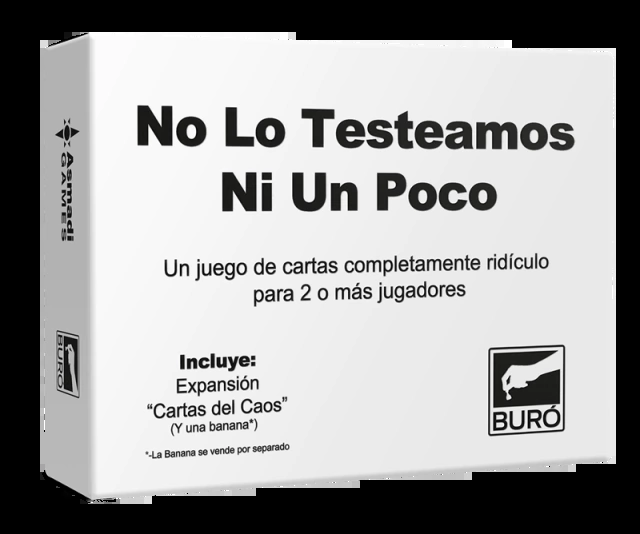 No Lo Testeamos
Ni Un Poco
Un juego de cartas completamente ridículo
para 2 o más jugadores
Incluye:
Expansión
“Cartas del Caos”
(Y una banana*)
*-La Banana se vende por separado
BURÓ
Asmadi
GAMES
BURÓ